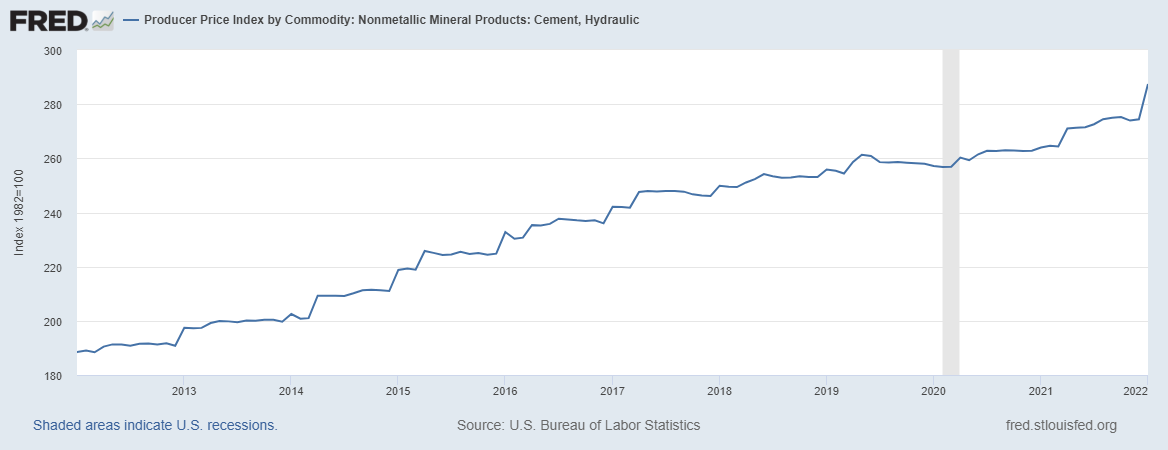 FRED
Producer Price Index by Commodity: Nonmetallic Mineral Products: Cement, Hydraulic
300
280
260
240
220
200
180
Index 1982=100
2013 2014 2015 2016 2017 2018 2019 2020 2021 2022
Shaded areas indicate U.S. recessions. Source: U.S. Bureau of Labor Statistics fred.stlouisfed.org